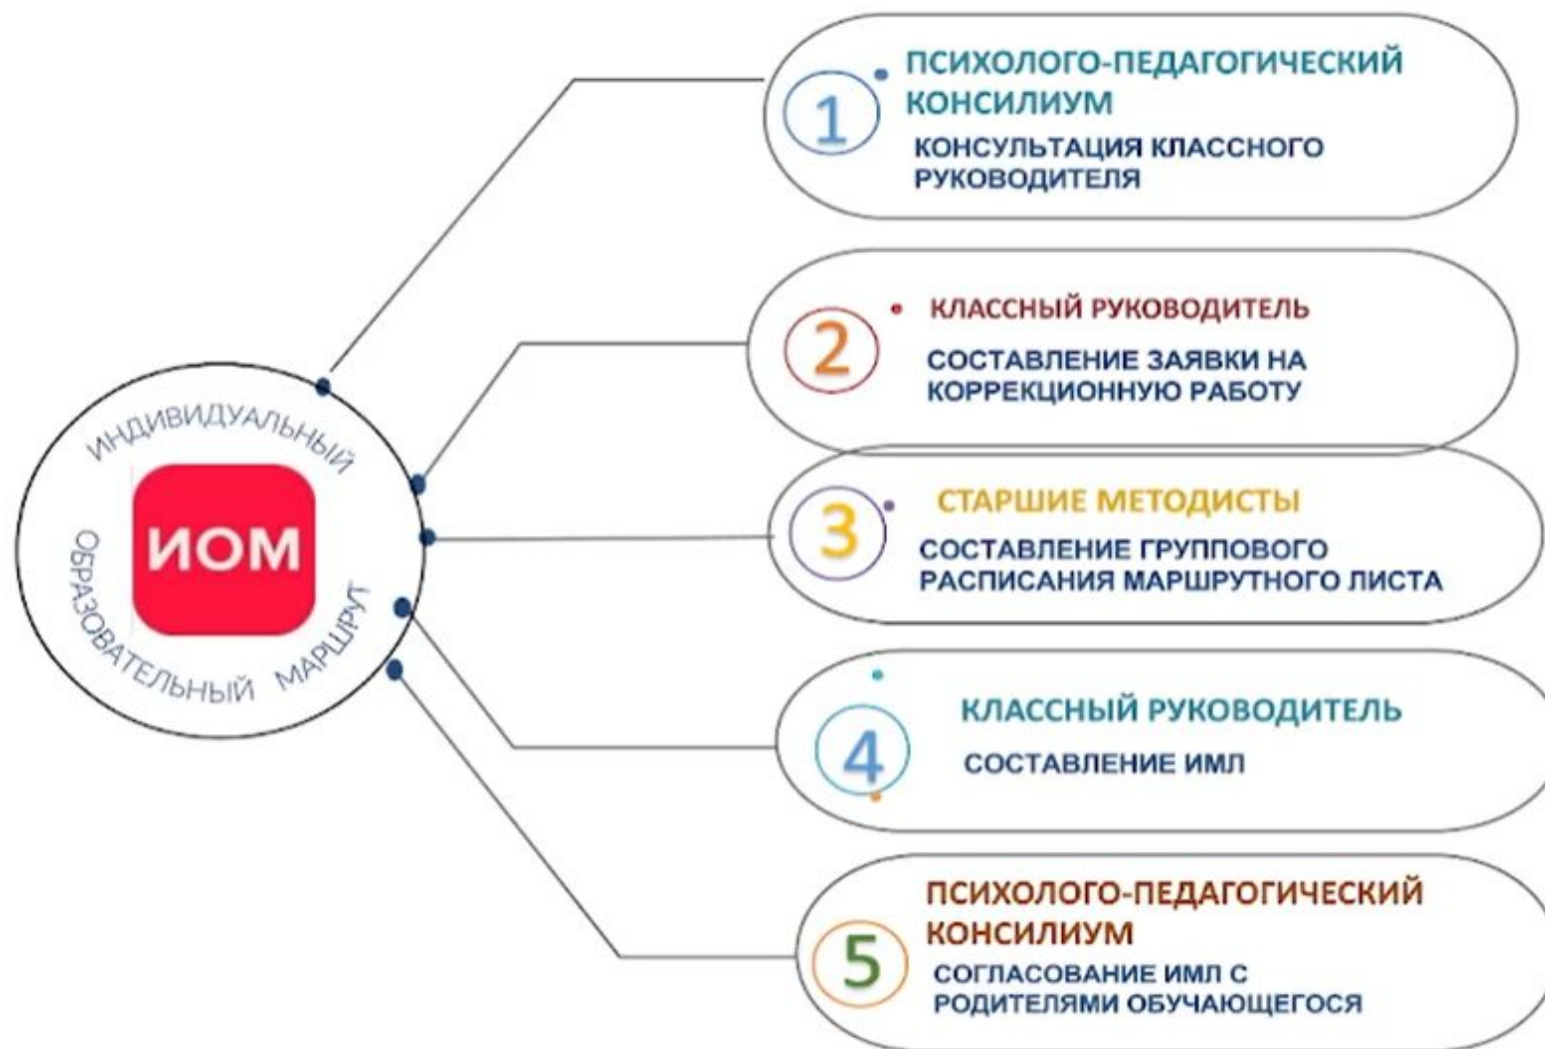 ИНДИВИДУАЛЬНЫЙ
ИОМ
ОБРАЗОВАТЕЛЬНЫЙ МАРШРУТ
1
ПСИХОЛОГО-ПЕДАГОГИЧЕСКИЙ
КОНСИЛИУМ
КОНСУЛЬТАЦИЯ КЛАССНОГО
РУКОВОДИТЕЛЯ
2
КЛАССНЫЙ РУКОВОДИТЕЛЬ
СОСТАВЛЕНИЕ ЗАЯВКИ НА
КОРРЕКЦИОННУЮ РАБОТУ
3
СТАРШИЕ МЕТОДИСТЫ
СОСТАВЛЕНИЕ ГРУППОВОГО
РАСПИСАНИЯ МАРШРУТНОГО ЛИСТА
4
КЛАССНЫЙ РУКОВОДИТЕЛЬ
СОСТАВЛЕНИЕ ИМЛ
5
ПСИХОЛОГО-ПЕДАГОГИЧЕСКИЙ
КОНСИЛИУМ
СОГЛАСОВАНИЕ ИМЛ С
РОДИТЕЛЯМИ ОБУЧАЮЩЕГОСЯ